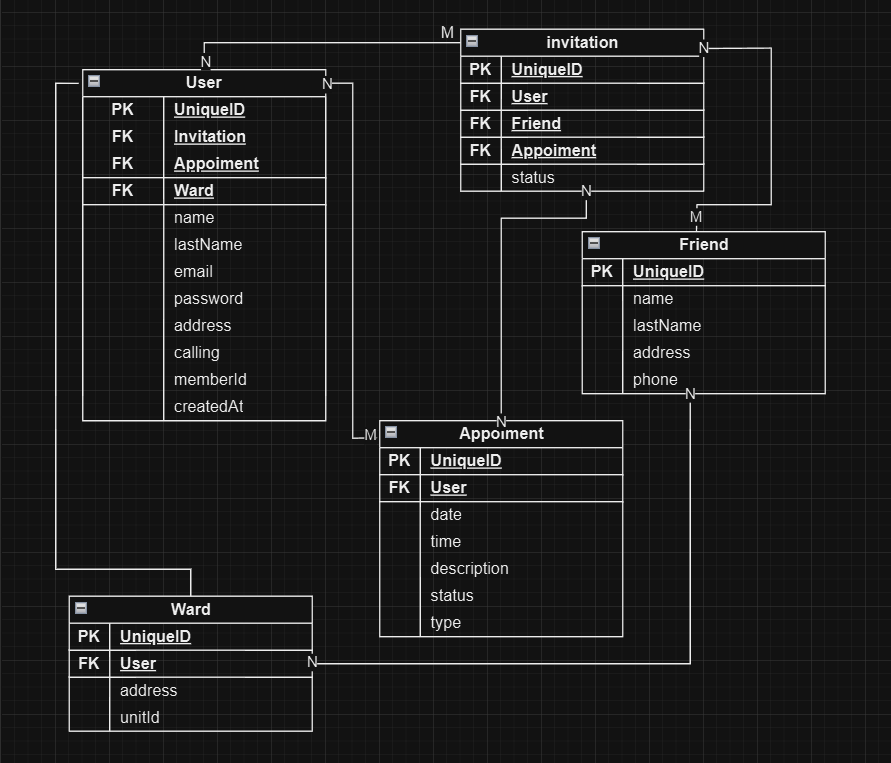 M
invitation
N
PK UniqueID
FK User
FK Friend
FK Appoiment
status
N
N
User
N
PK UniqueID
FK Invitation
FK Appoiment
FK Ward
name
lastName
email
password
address
calling
memberId
createdAt
M
Friend
PK UniqueID
name
lastName
address
phone
N
M
N
Appoiment
PK UniqueID
FK User
date
time
description
status
type
Ward
PK UniqueID
FK User
N
address
unitId